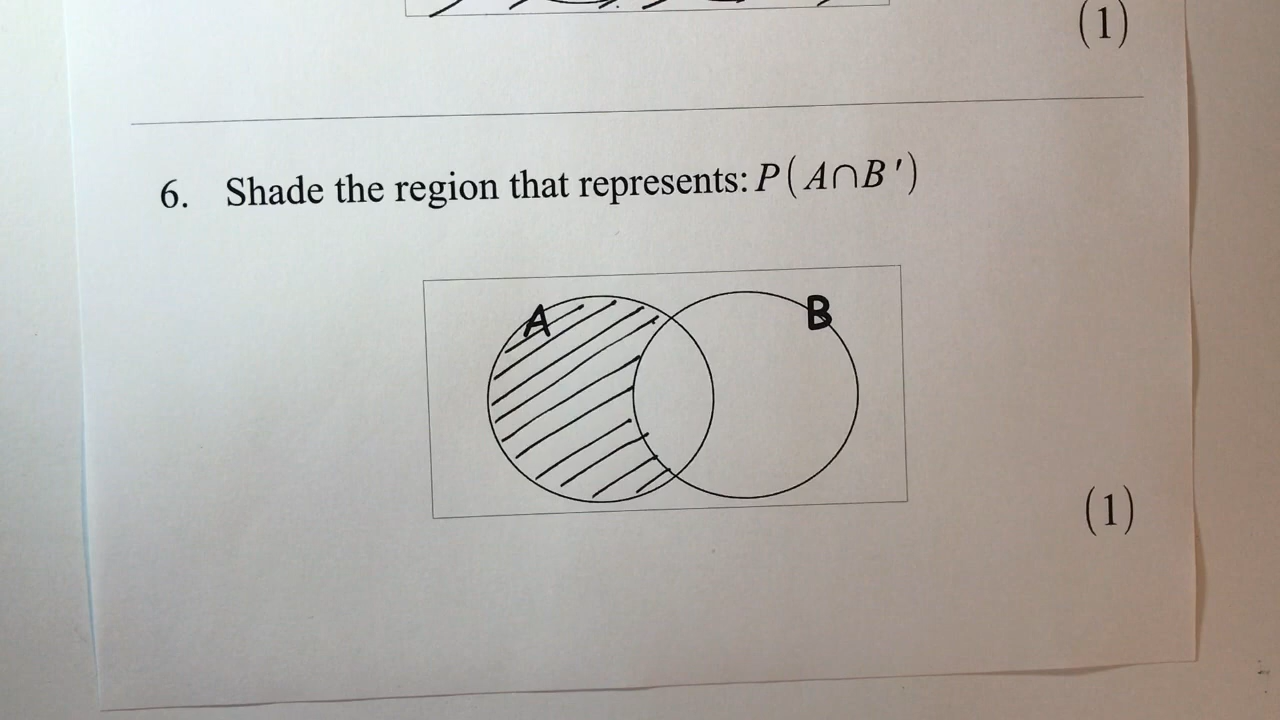 (1)
6. Shade the region that represents: P(A∩B')
A B
(1)